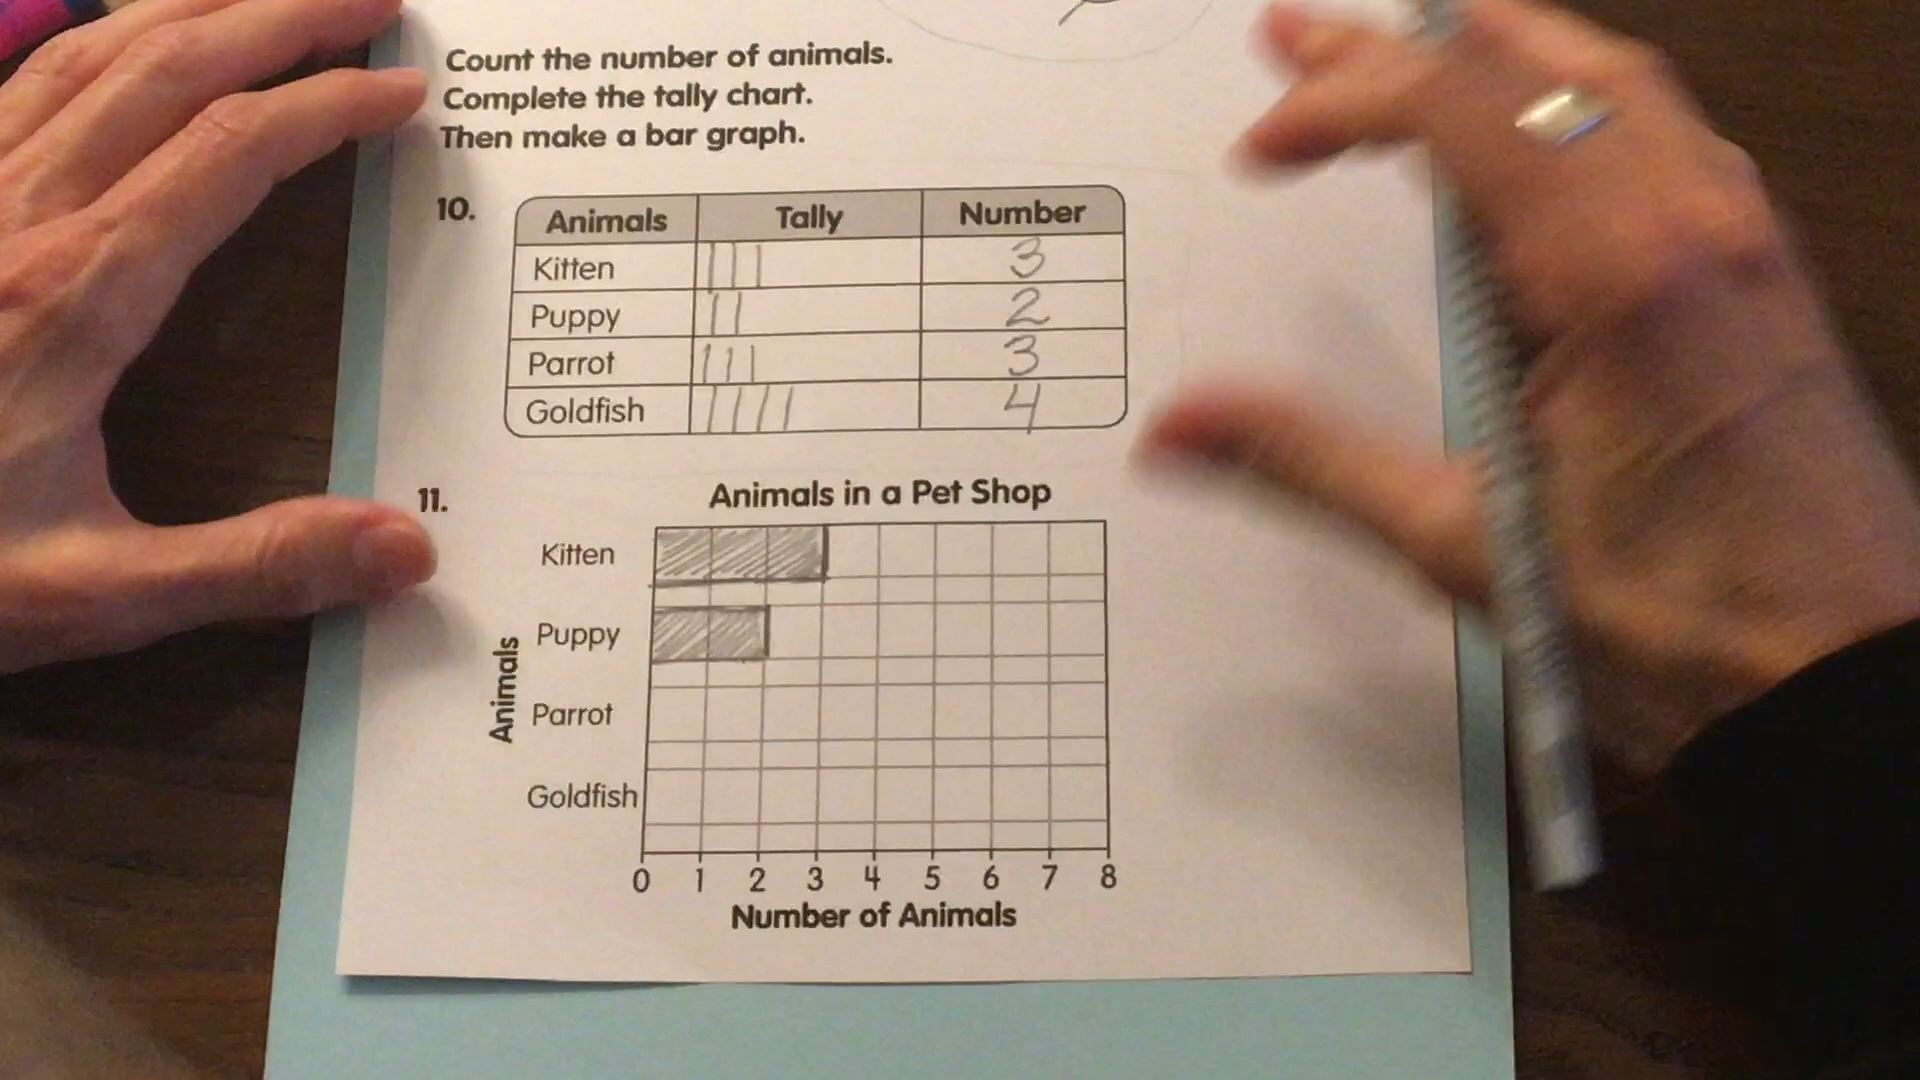 Count the number of animals.
Complete the tally chart.
Then make a bar graph.
10.
Animals Tally Number
Kitten 3
Puppy 2
Parrot 3
Goldfish 4
11.
Animals in a Pet Shop
Animals
Kitten
Puppy
Parrot
Goldfish
0 1 2 3 4 5 6 7 8
Number of Animals